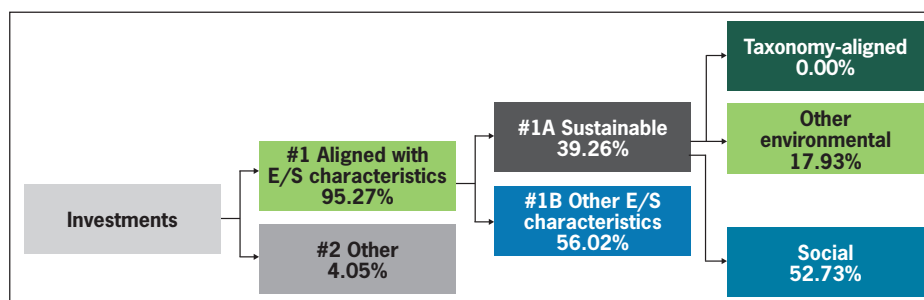 Investments
#1 Aligned with
E/S characteristics
95.27%
#2 Other
4.05%
#1A Sustainable
39.26%
#1B Other E/S
characteristics
56.02%
Taxonomy-aligned
0.00%
Other
environmental
17.93%
Social
52.73%